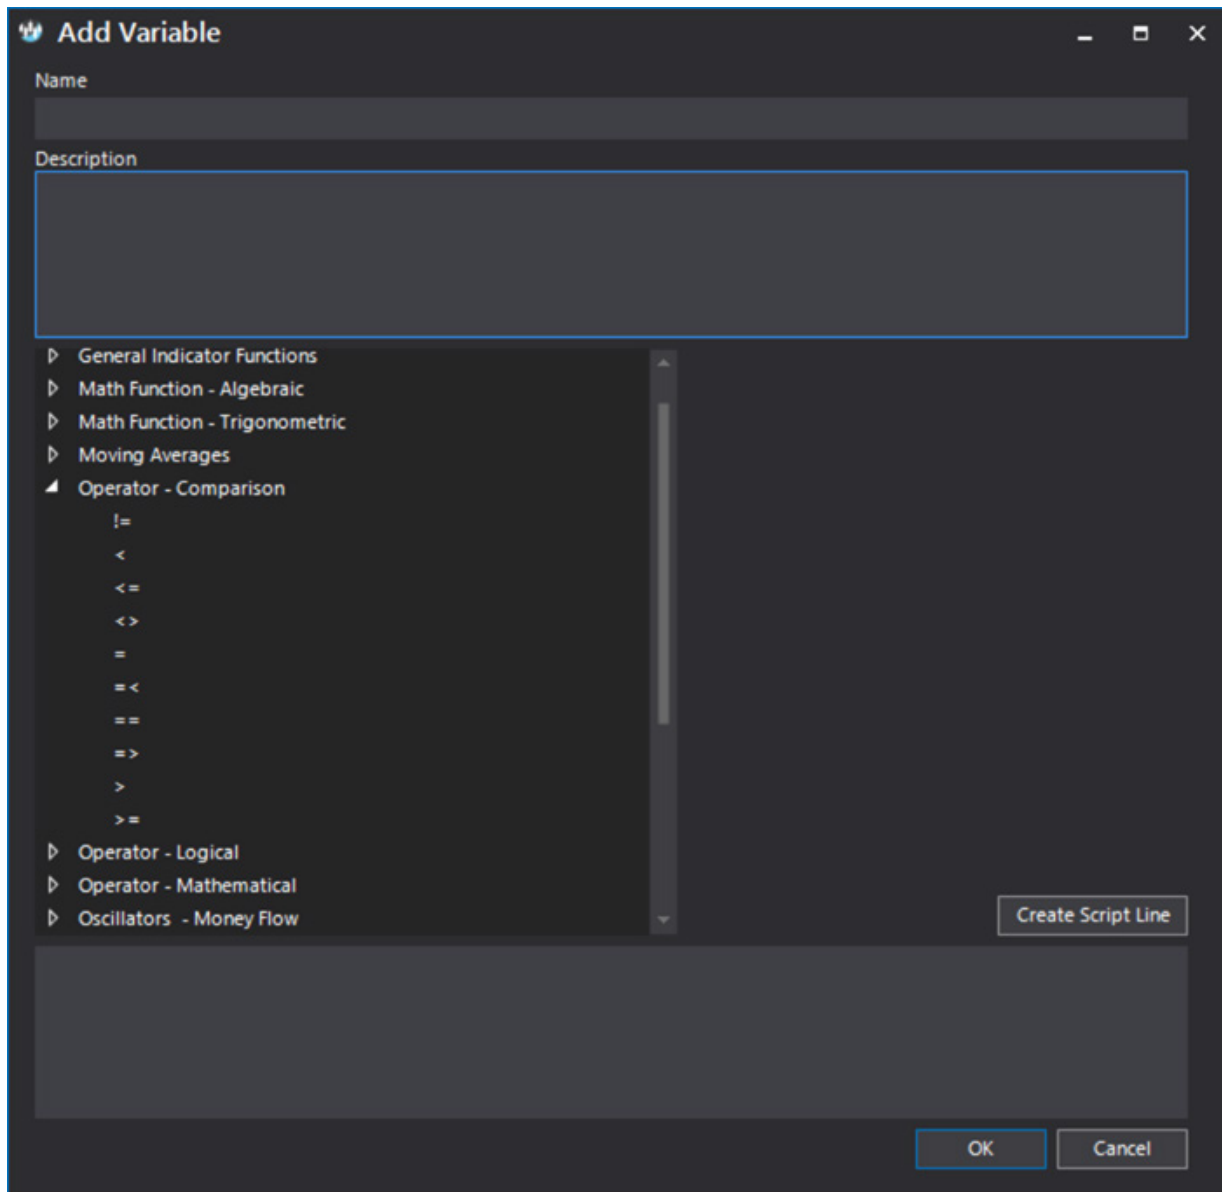 Add Variable
Name
Description
General Indicator Functions
Math Function - Algebraic
Math Function - Trigonometric
Moving Averages
Operator - Comparison
!=
<
<=
<>
=
=<
==
=>
>
>=
Operator - Logical
Operator - Mathematical
Oscillators  - Money Flow
Create Script Line
OK
Cancel